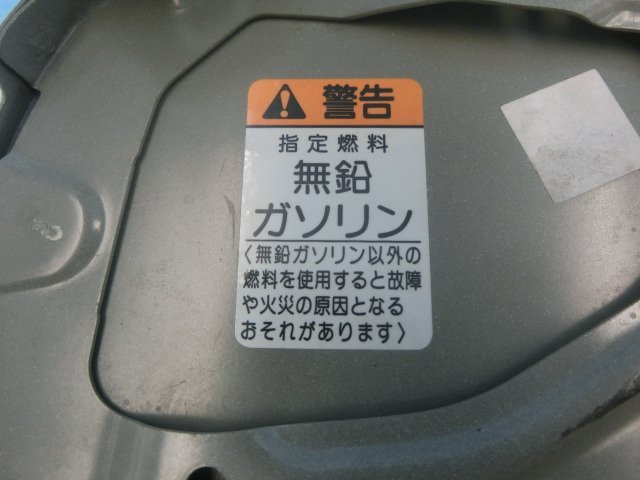 警告
指定燃料
無鉛
ガソリン
〈無鉛ガソリン以外の
燃料を使用すると故障
や火災の原因となる
おそれがあります〉